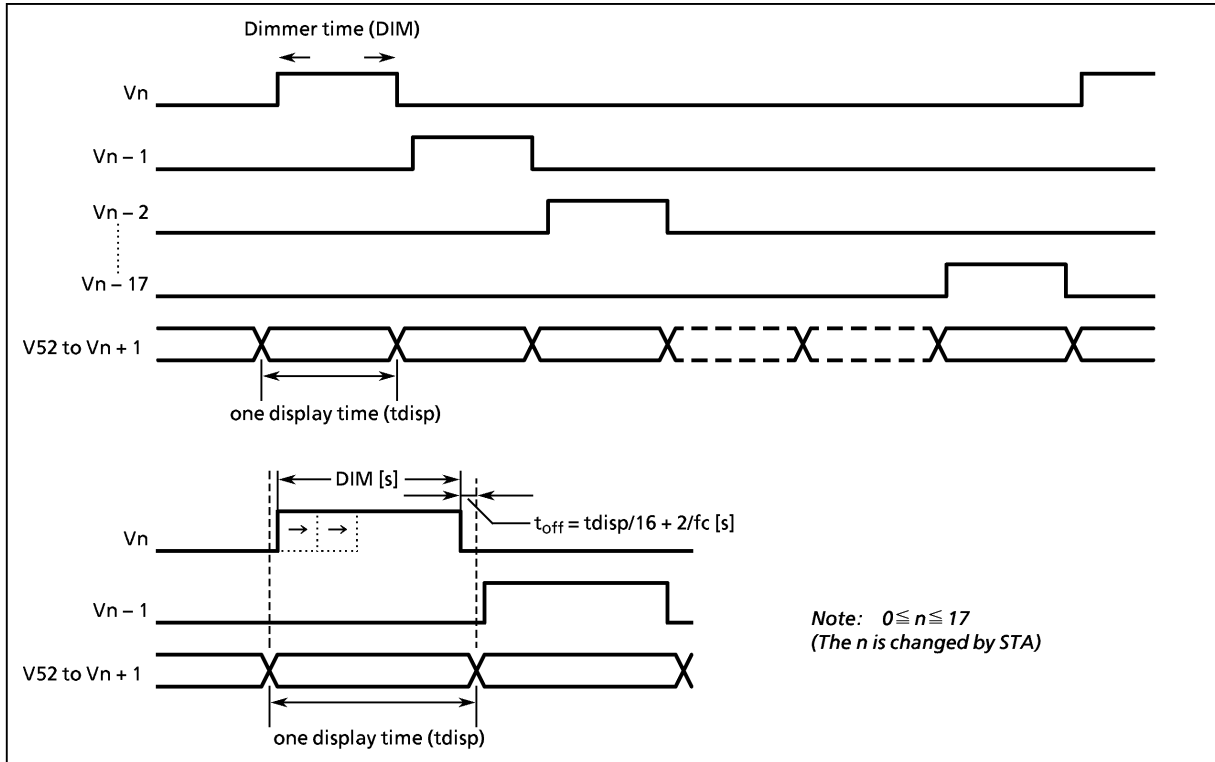 Dimmer time (DIM)
Vn
Vn – 1
Vn – 2
Vn – 17
V52 to Vn + 1
one display time (tdisp)
DIM [s]
toff = tdisp/16 + 2/fc [s]
Vn
Vn – 1
Note: 0≦n≦17
(The n is changed by STA)
V52 to Vn + 1
one display time (tdisp)